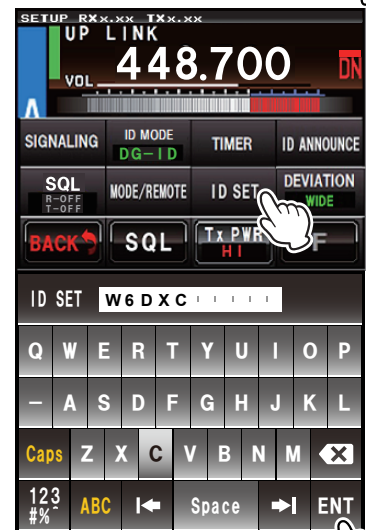 SETUP RXx.xx TXx.xx
UP LINK
VOL 448.700 DN
A
SIGNALING ID MODE TIMER ID ANNOUNCE
DG-ID
SQL MODE/REMOTE ID SET DEVIATION
R-OFF WIDE
T-OFF
BACK SQL Tx PWR F
HI
ID SET W6DXC
Q W E R T Y U I O P
- A S D F G H J K L
Caps Z X C V B N M
123 ABC Space ENT
#%^